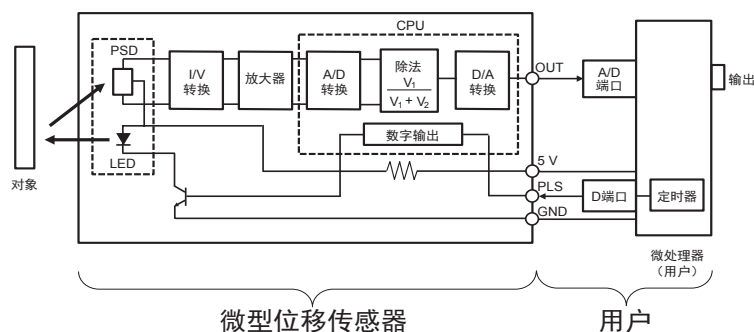 CPU
PSD
I/V
转换
放大器
A/D
转换
除法
V₁
V₁ + V₂
D/A
转换
OUT
A/D
端口
输出
数字输出
LED
对象
5 V
PLS
D端口
定时器
GND
微处理器
（用户）
微型位移传感器
用户